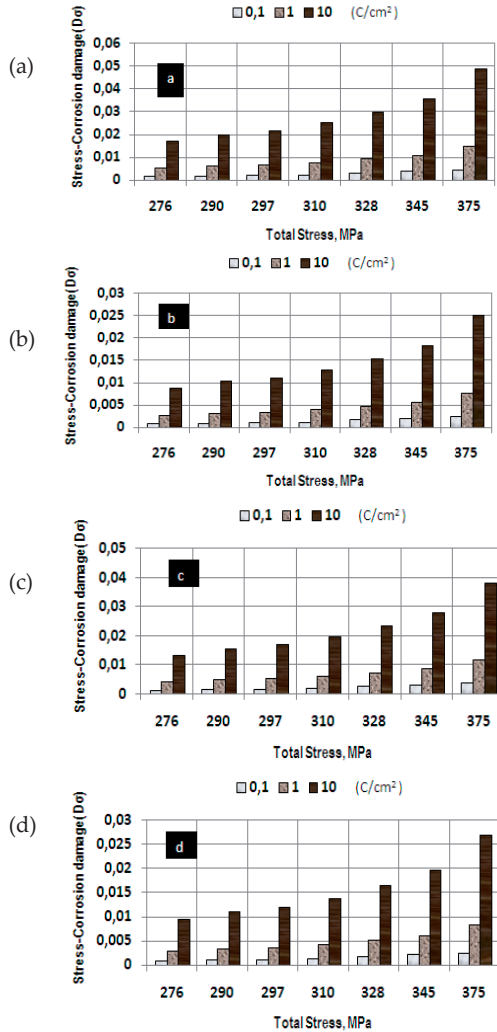 0,1 1 10 (C/cm²)
(a)
Stress-Corrosion damage(Dσ)
0,06
0,05
0,04
0,03
0,02
0,01
0
a
276 290 297 310 328 345 375
Total Stress, MPa
0,1 1 10 (C/cm²)
(b)
Stress-Corrosion damage(Dσ)
0,03
0,025
0,02
0,015
0,01
0,005
0
b
276 290 297 310 328 345 375
Total Stress, MPa
0,1 1 10 (C/cm²)
(c)
Stress-Corrosion damage(Dσ)
0,05
0,04
0,03
0,02
0,01
0
c
276 290 297 310 328 345 375
Total Stress, MPa
0,1 1 10 (C/cm²)
(d)
Stress-Corrosion damage(Dσ)
0,03
0,025
0,02
0,015
0,01
0,005
0
d
276 290 297 310 328 345 375
Total Stress, MPa